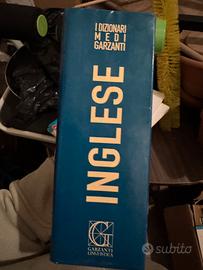 I DIZIONARI
MEDI
GARZANTI
INGLESE
GARZANTI
LINGUISTICA
subito